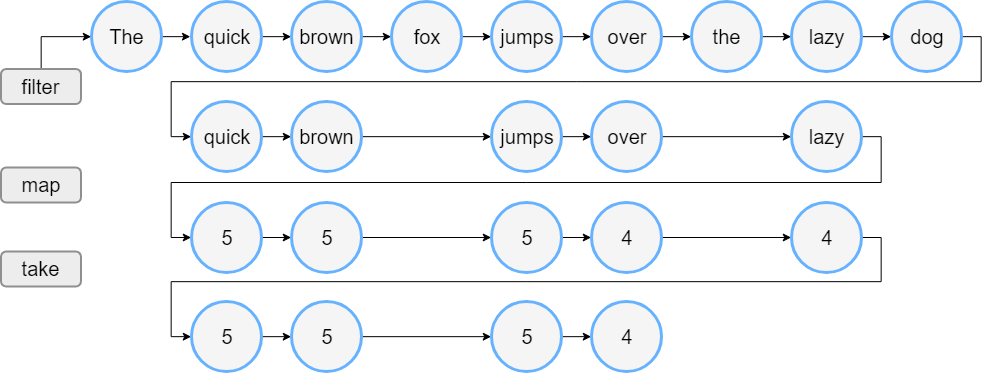 The quick brown fox jumps over the lazy dog
filter
quick brown jumps over lazy
map
5 5 5 4 4
take
5 5 5 4